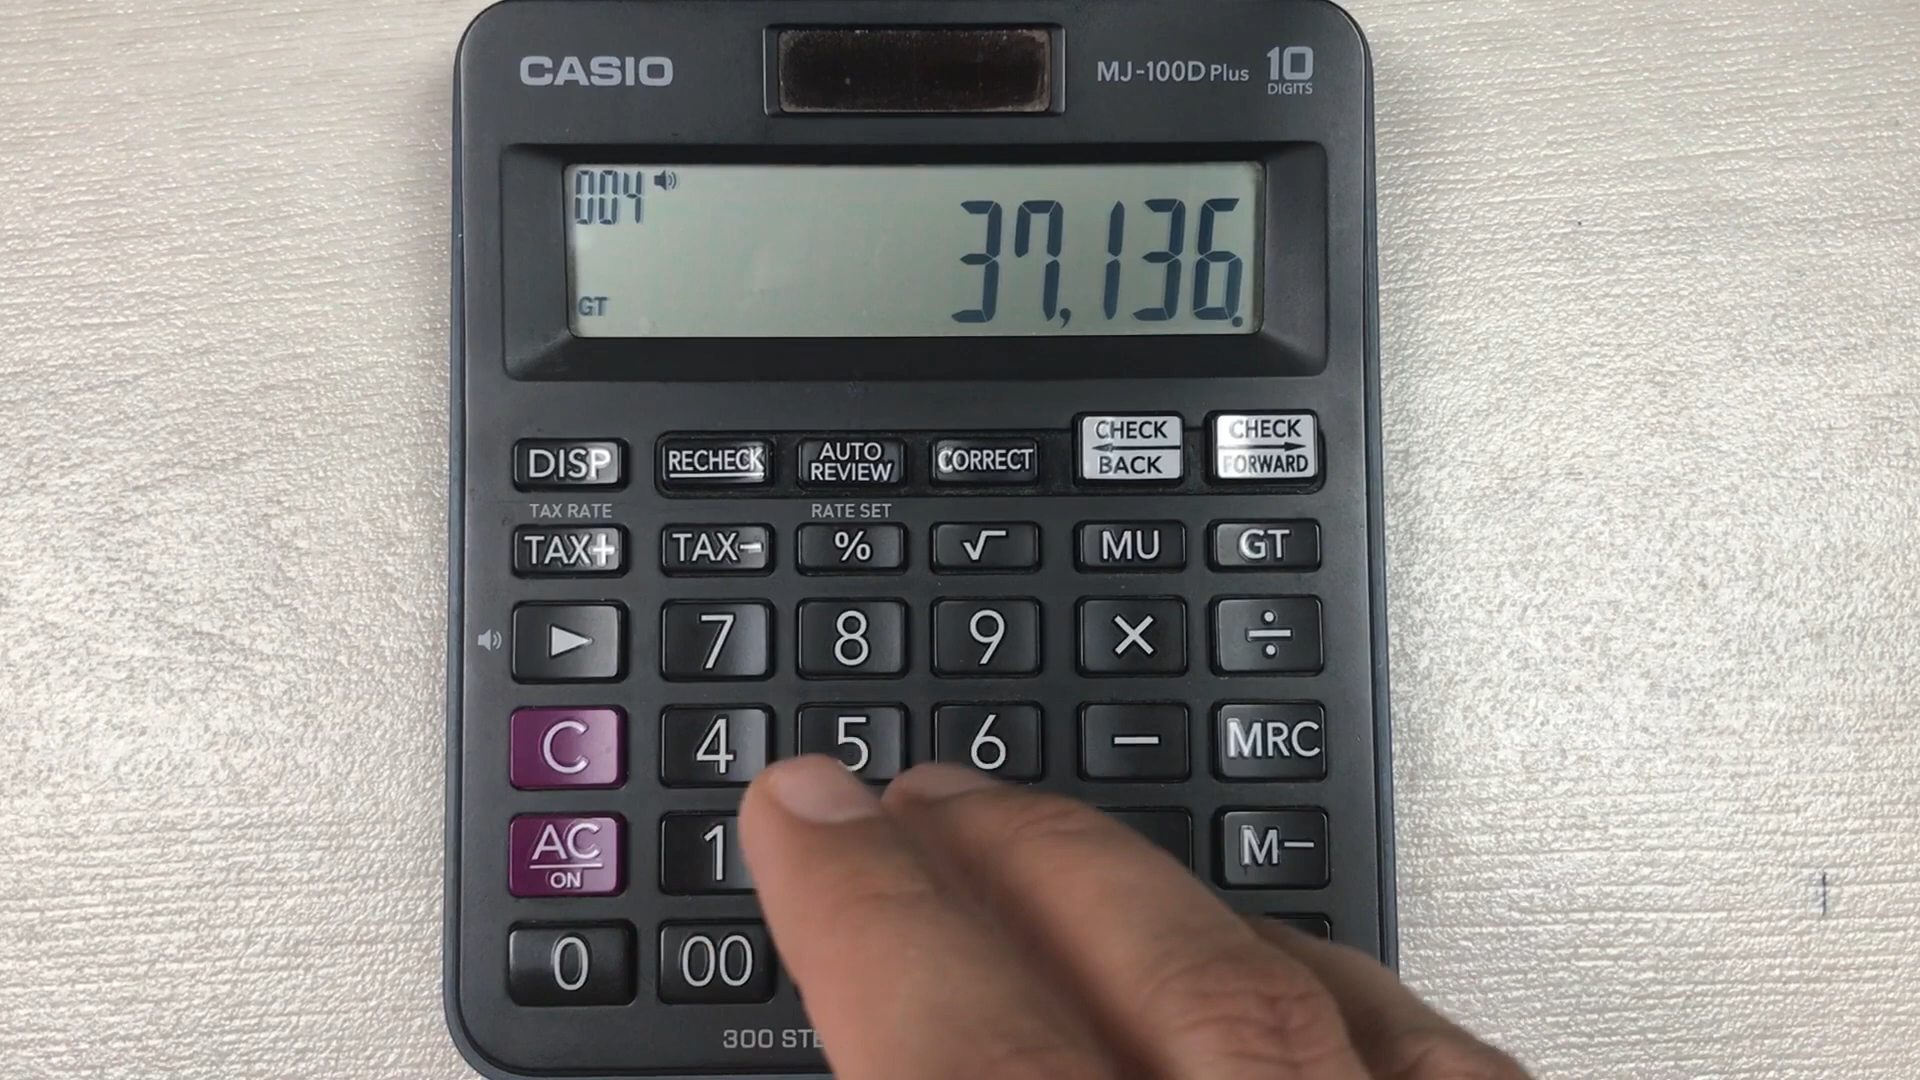 CASIO
MJ-100D Plus
10
DIGITS
004
37,136.
GT
DISP
RECHECK
AUTO
REVIEW
CORRECT
CHECK
BACK
CHECK
FORWARD
TAX RATE
RATE SET
TAX+
TAX−
%
√
MU
GT
7
8
9
×
÷
C
4
5
6
−
MRC
AC
ON
1
M−
0
00
300